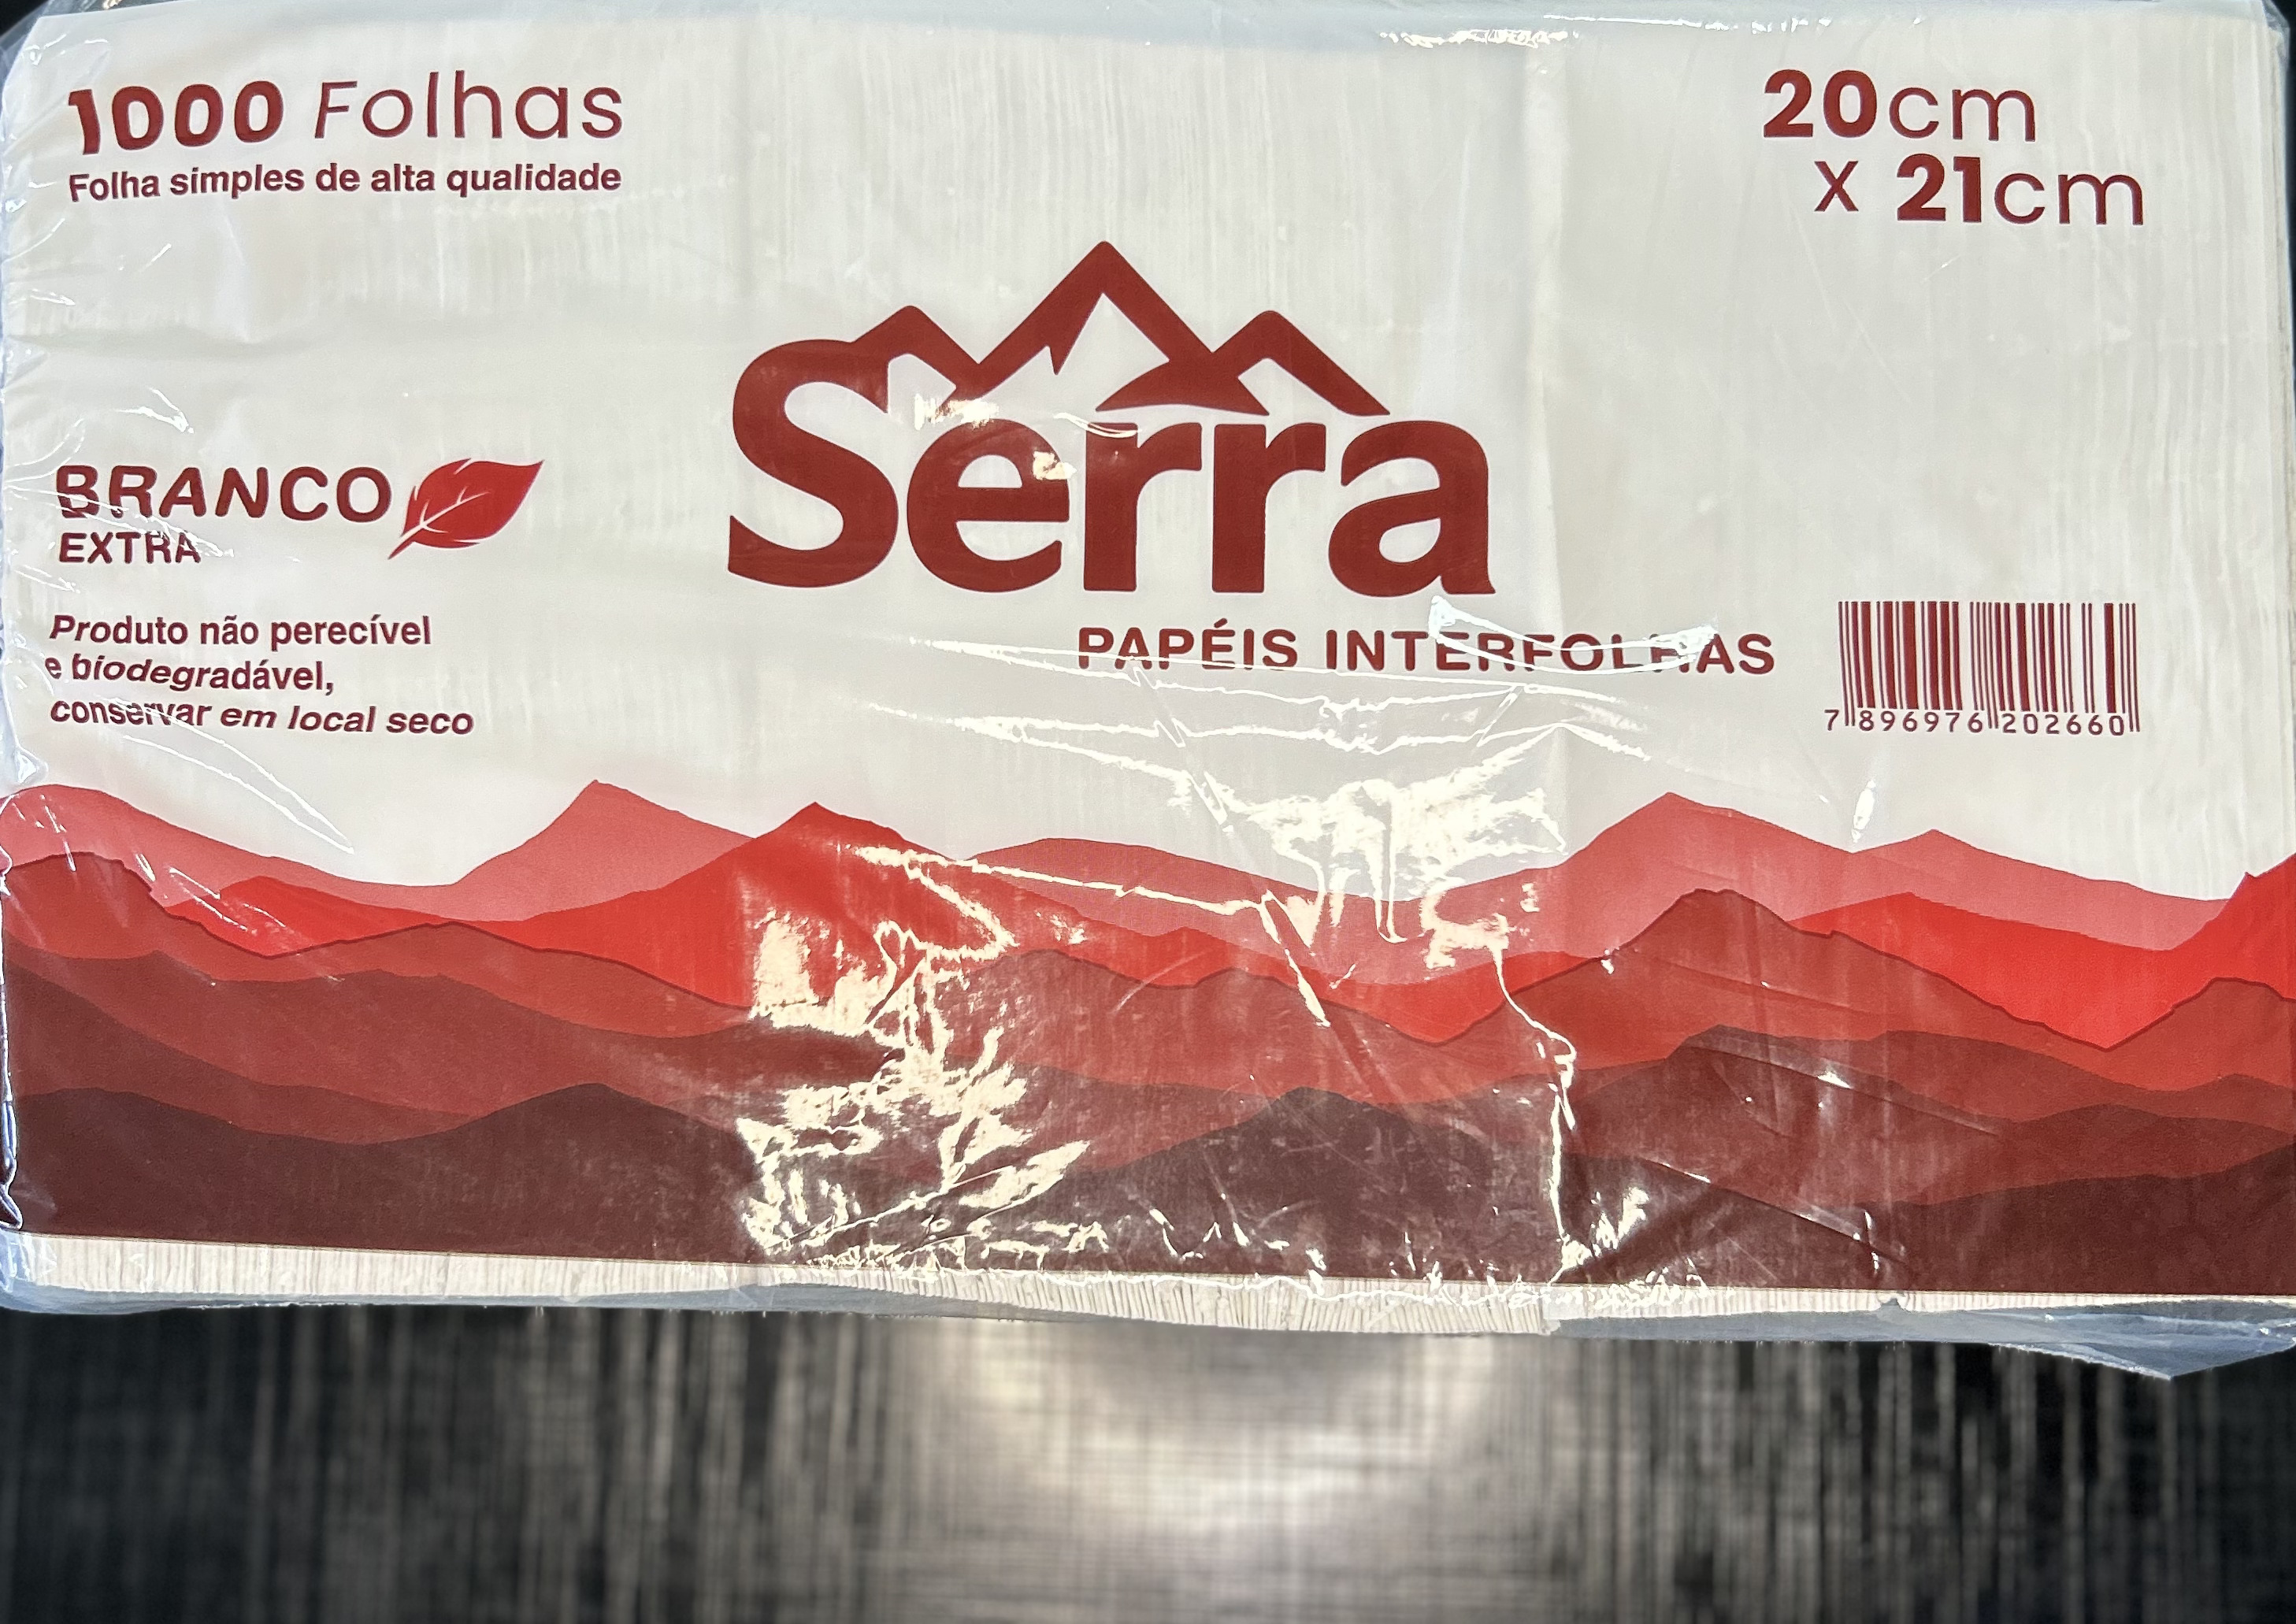 1000 Folhas
Folha simples de alta qualidade
20cm
x 21cm
Serra
PAPÉIS INTERFOLHAS
BRANCO
EXTRA
Produto não perecível
e biodegradável,
conservar em local seco
7 896976 202660